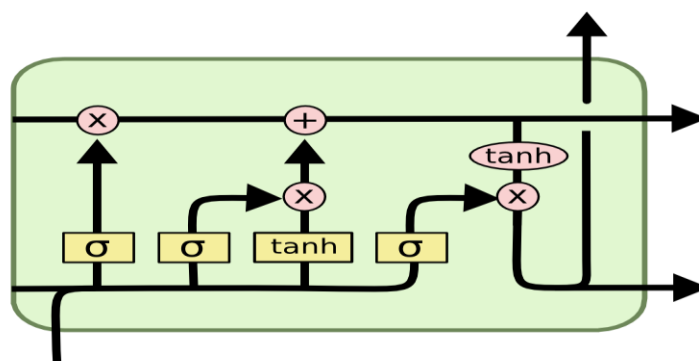 × +
tanh
× ×
σ σ tanh σ